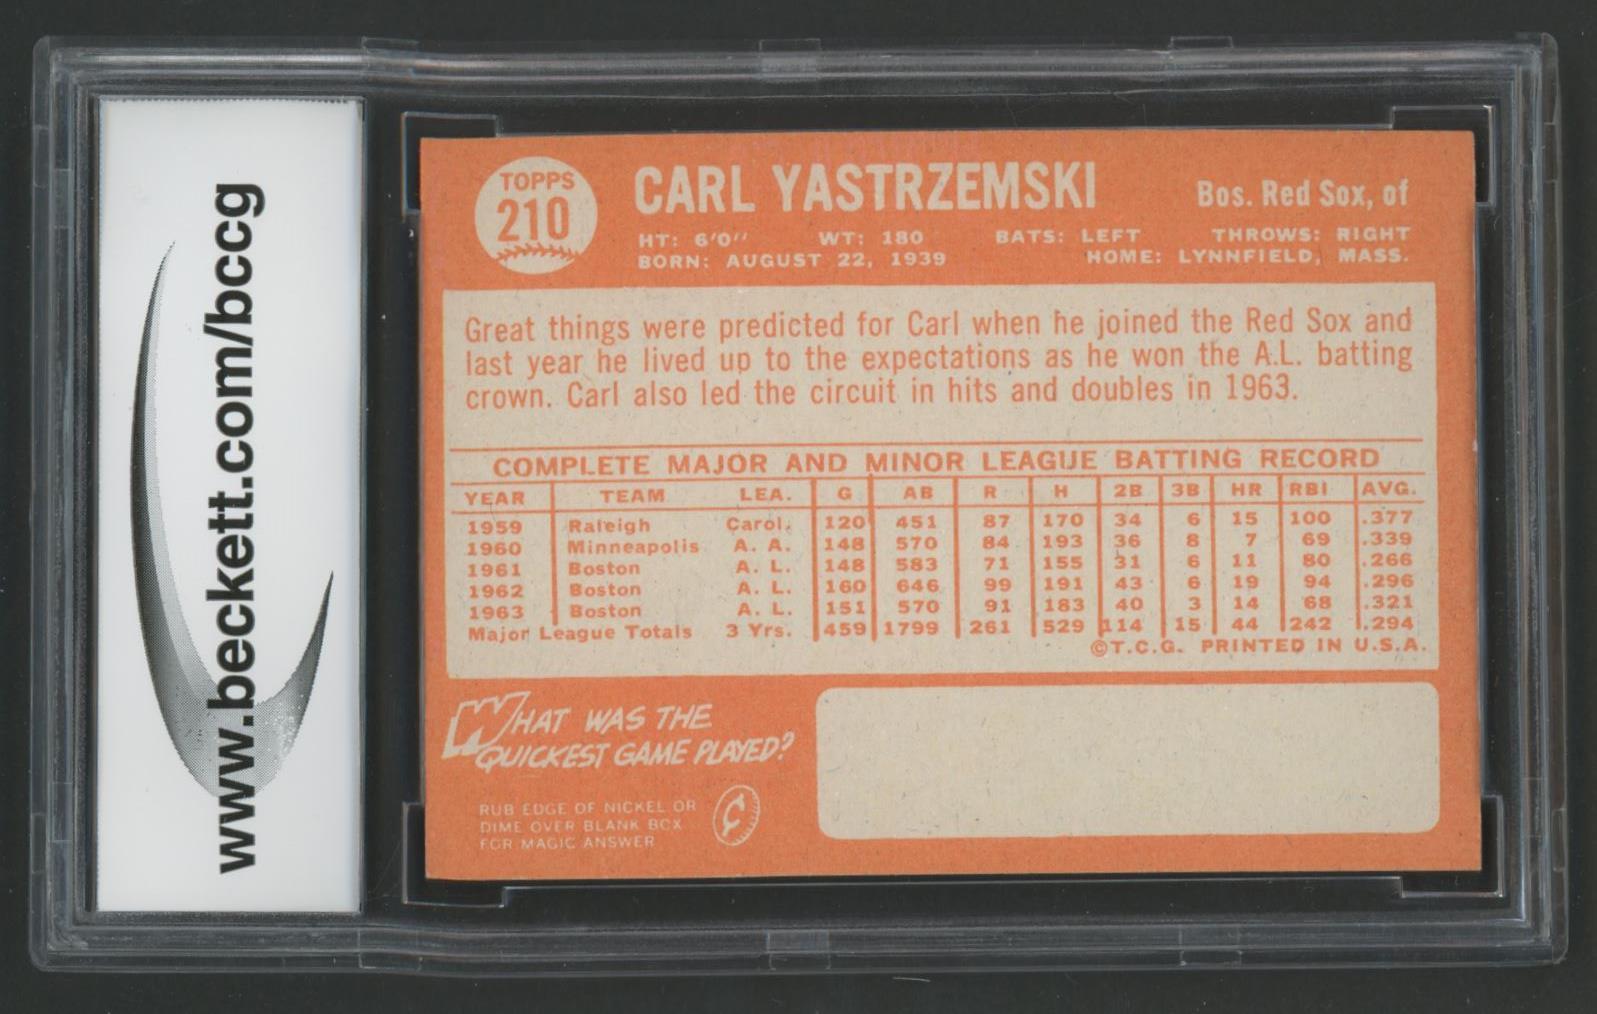 www.beckett.com/bccg
TOPPS
210
CARL YASTRZEMSKI
Bos. Red Sox, of
HT: 6'0" WT: 180 BATS: LEFT THROWS: RIGHT
BORN: AUGUST 22, 1939 HOME: LYNNFIELD, MASS.
Great things were predicted for Carl when he joined the Red Sox and
last year he lived up to the expectations as he won the A.L. batting
crown. Carl also led the circuit in hits and doubles in 1963.
COMPLETE MAJOR AND MINOR LEAGUE BATTING RECORD
YEAR TEAM LEA. G AB R H 2B 3B HR RBI AVG.
1959 Raleigh Carol. 120 451 87 170 34 6 15 100 .377
1960 Minneapolis A. A. 148 570 84 193 36 8 7 69 .339
1961 Boston A. L. 148 583 71 155 31 6 11 80 .266
1962 Boston A. L. 160 646 99 191 43 6 19 94 .296
1963 Boston A. L. 151 570 91 183 40 3 14 68 .321
Major League Totals 3 Yrs. 459 1799 261 529 114 15 44 242 .294
©T.C.G. PRINTED IN U.S.A.
WHAT WAS THE
QUICKEST GAME PLAYED?
RUB EDGE OF NICKEL OR
DIME OVER BLANK BOX
FOR MAGIC ANSWER
¢